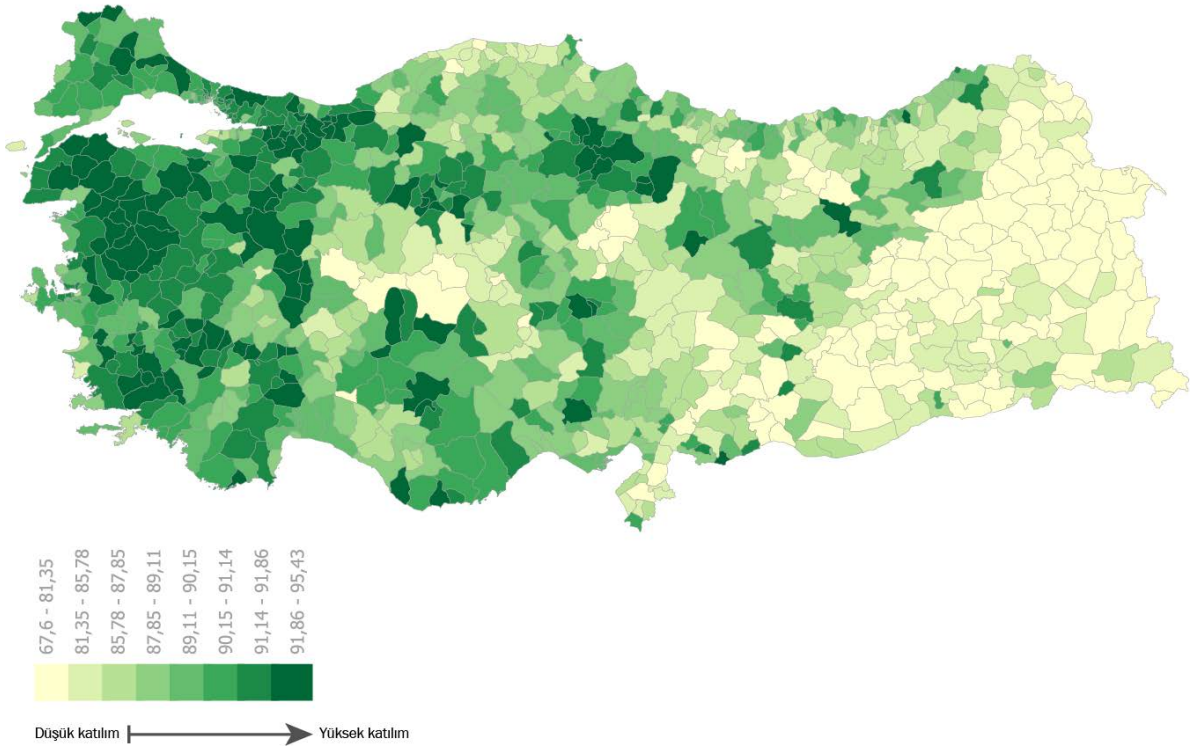 67,6 - 81,35
81,35 - 85,78
85,78 - 87,85
87,85 - 89,11
89,11 - 90,15
90,15 - 91,14
91,14 - 91,86
91,86 - 95,43
Düşük katılım
Yüksek katılım